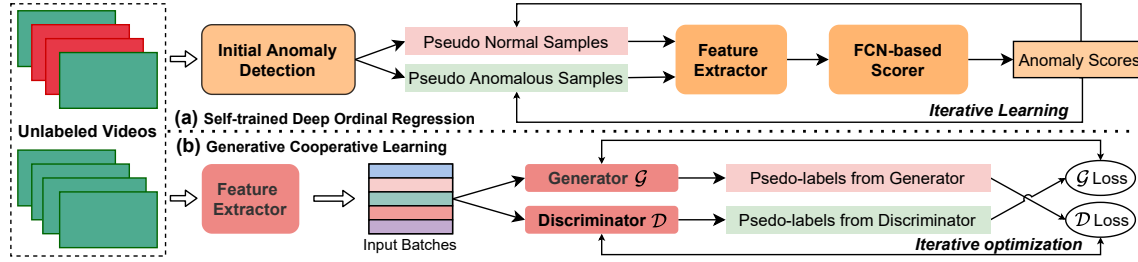 Unlabeled Videos
Initial Anomaly
Detection
Pseudo Normal Samples
Pseudo Anomalous Samples
Feature
Extractor
FCN-based
Scorer
Anomaly Scores
Iterative Learning
(a) Self-trained Deep Ordinal Regression
(b) Generative Cooperative Learning
Feature
Extractor
Input Batches
Generator 𝒢
Discriminator 𝒟
Psedo-labels from Generator
Psedo-labels from Discriminator
𝒢 Loss
𝒟 Loss
Iterative optimization